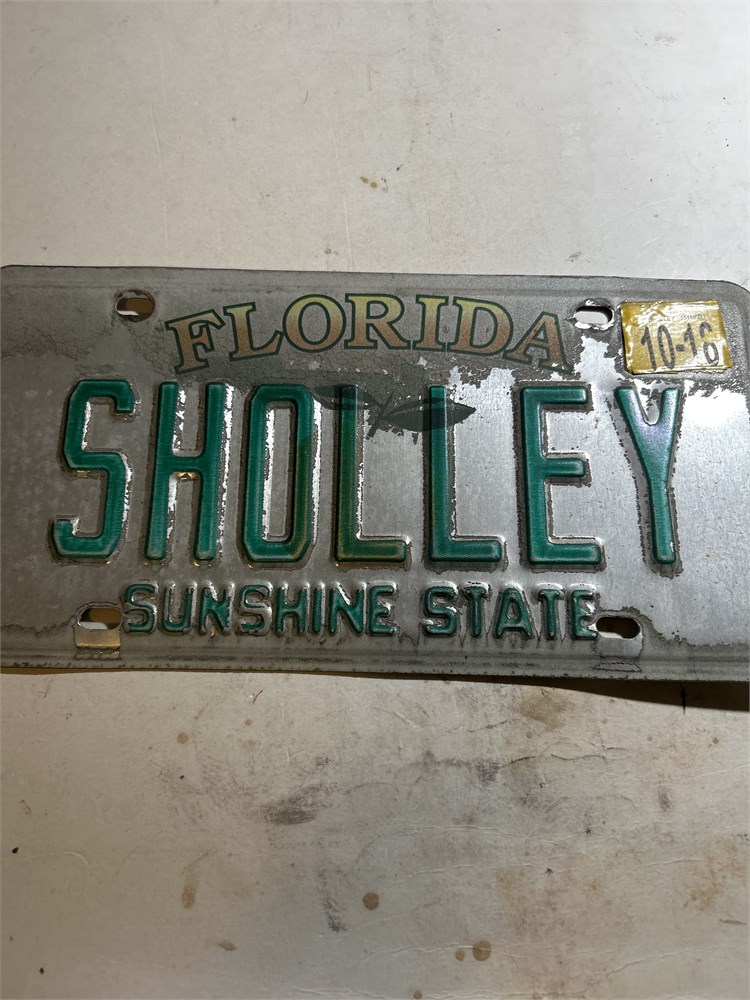 FLORIDA
10-16
SHOLLEY
SUNSHINE STATE